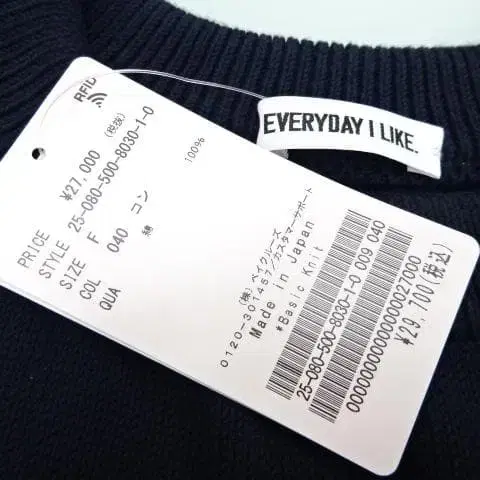 EVERYDAY I LIKE.
RFID
PRICE ¥27,000 (税抜)
STYLE 25-080-500-8030-1-0
SIZE F
COL 040 コン
QUA 綿 100%
(株)ベイクルーズ
0120-301457/カスタマーサポート
Made in Japan
*Basic Knit
25-080-500-8030-1-0 009 040
000000000000000027000
¥29,700(税込)